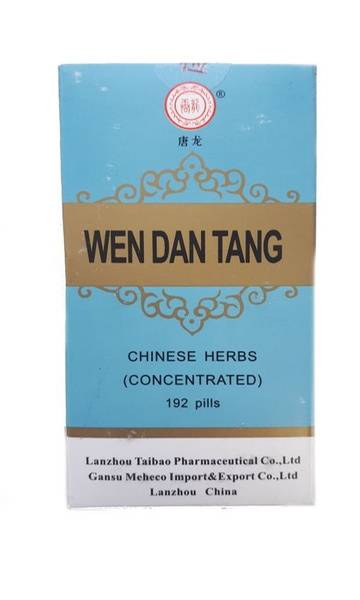 ®
唐龙
WEN DAN TANG
CHINESE HERBS
(CONCENTRATED)
192 pills
Lanzhou Taibao Pharmaceutical Co.,Ltd
Gansu Meheco Import&Export Co.,Ltd
Lanzhou China